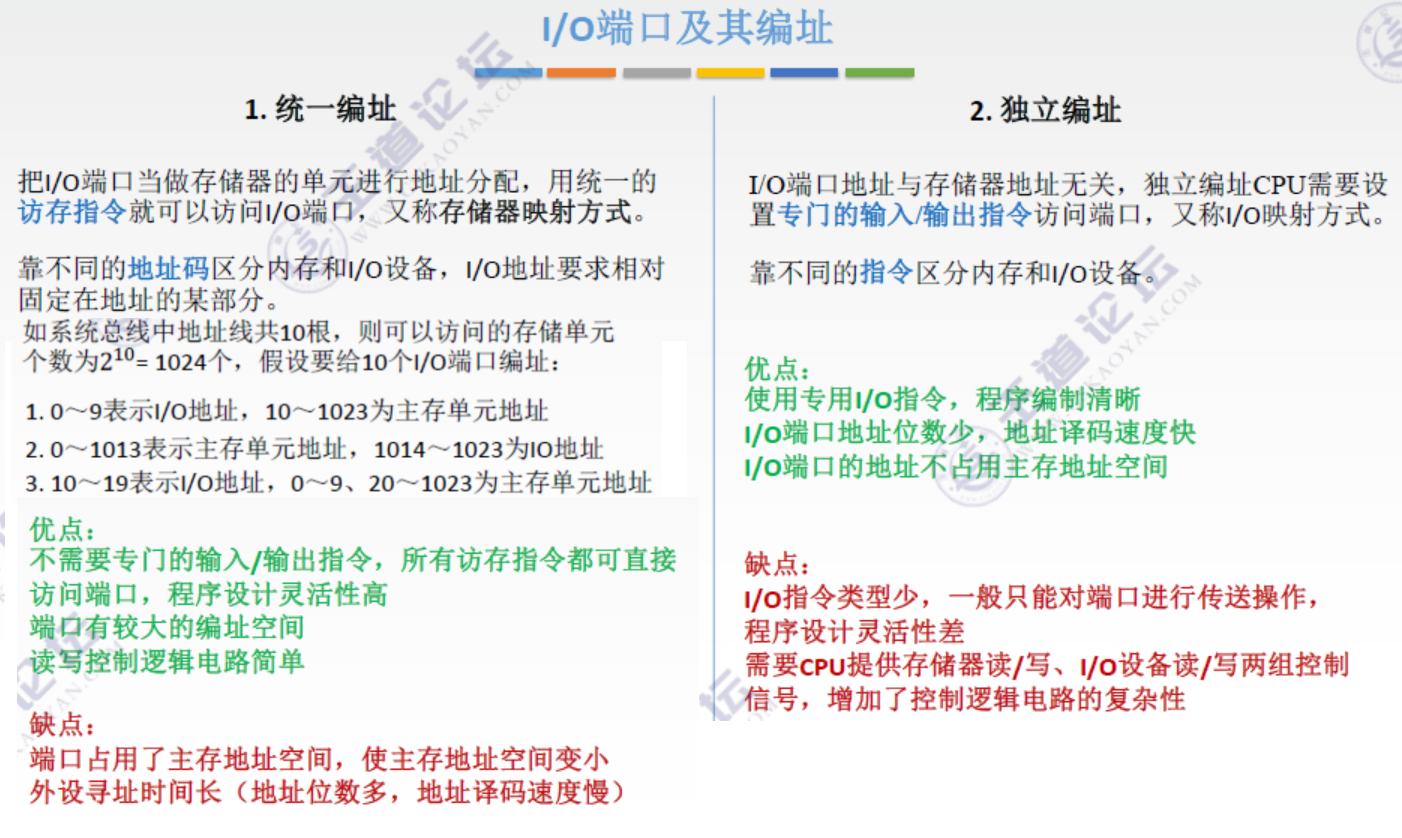 I/O端口及其编址
1. 统一编址
把I/O端口当做存储器的单元进行地址分配，用统一的
访存指令就可以访问I/O端口，又称存储器映射方式。
靠不同的地址码区分内存和I/O设备，I/O地址要求相对
固定在地址的某部分。
如系统总线中地址线共10根，则可以访问的存储单元
个数为2¹⁰= 1024个，假设要给10个I/O端口编址：
1. 0～9表示I/O地址，10～1023为主存单元地址
2. 0～1013表示主存单元地址，1014～1023为IO地址
3. 10～19表示I/O地址，0～9、20～1023为主存单元地址
优点：
不需要专门的输入/输出指令，所有访存指令都可直接
访问端口，程序设计灵活性高
端口有较大的编址空间
读写控制逻辑电路简单
缺点：
端口占用了主存地址空间，使主存地址空间变小
外设寻址时间长（地址位数多，地址译码速度慢）
2. 独立编址
I/O端口地址与存储器地址无关，独立编址CPU需要设
置专门的输入/输出指令访问端口，又称I/O映射方式。
靠不同的指令区分内存和I/O设备。
优点：
使用专用I/O指令，程序编制清晰
I/O端口地址位数少，地址译码速度快
I/O端口的地址不占用主存地址空间
缺点：
I/O指令类型少，一般只能对端口进行传送操作，
程序设计灵活性差
需要CPU提供存储器读/写、I/O设备读/写两组控制
信号，增加了控制逻辑电路的复杂性
王道论坛